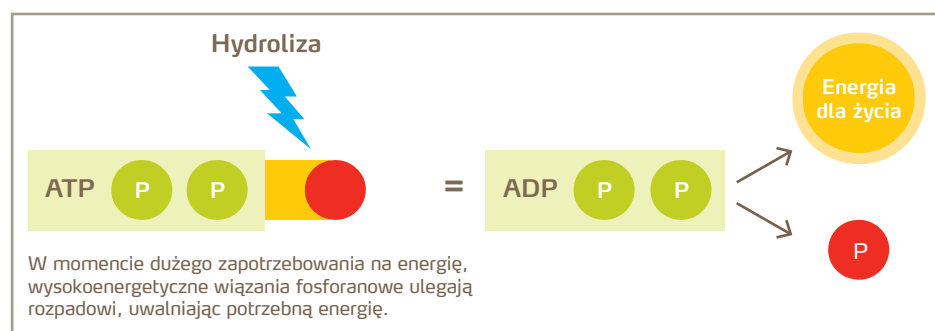 Hydroliza
Energia
dla życia
ATP P P = ADP P P
P
W momencie dużego zapotrzebowania na energię,
wysokoenergetyczne wiązania fosforanowe ulegają
rozpadowi, uwalniając potrzebną energię.